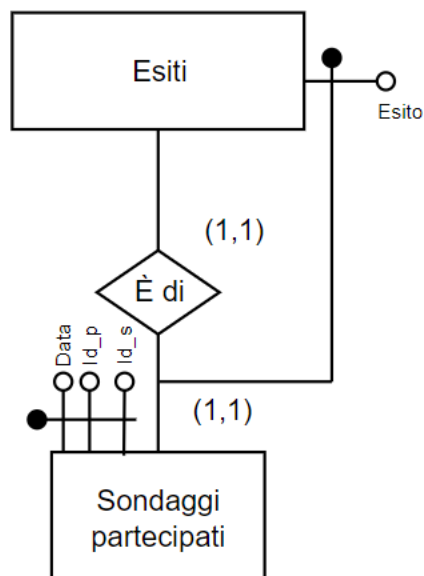 Esiti
Esito
(1,1)
È di
Data
Id_p
Id_s
(1,1)
Sondaggi
partecipati